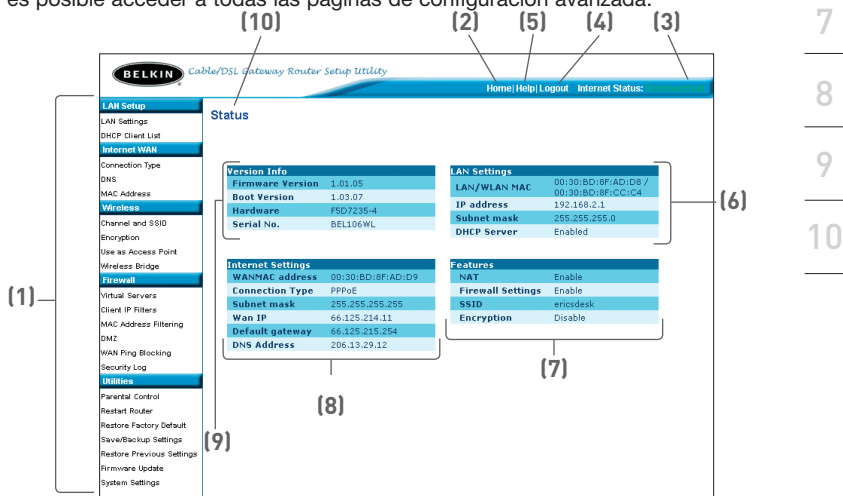 es posible acceder a todas las páginas de configuración avanzada.
(10) (2) (5) (4) (3)
BELKIN Cable/DSL Gateway Router Setup Utility
Home|Help|Logout Internet Status: Connected
LAN Setup
LAN Settings
DHCP Client List
Internet WAN
Connection Type
DNS
MAC Address
Wireless
Channel and SSID
Encryption
Use as Access Point
Wireless Bridge
Firewall
Virtual Servers
Client IP Filters
MAC Address Filtering
DMZ
WAN Ping Blocking
Security Log
Utilities
Parental Control
Restart Router
Restore Factory Default
Save/Backup Settings
Restore Previous Settings
Firmware Update
System Settings
(1)
Status
Version Info
Firmware Version 1.01.05
Boot Version 1.03.07
Hardware F5D7235-4
Serial No. BEL106WL
(9)
LAN Settings
LAN/WLAN MAC 00:30:BD:8F:AD:D8 /
00:30:BD:8F:CC:C4
IP address 192.168.2.1
Subnet mask 255.255.255.0
DHCP Server Enabled
(6)
Internet Settings
WANMAC address 00:30:BD:8F:AD:D9
Connection Type PPPoE
Subnet mask 255.255.255.255
Wan IP 66.125.214.11
Default gateway 66.125.215.254
DNS Address 206.13.29.12
(8)
Features
NAT Enable
Firewall Settings Enable
SSID ericsdesk
Encryption Disable
(7)
7
8
9
10